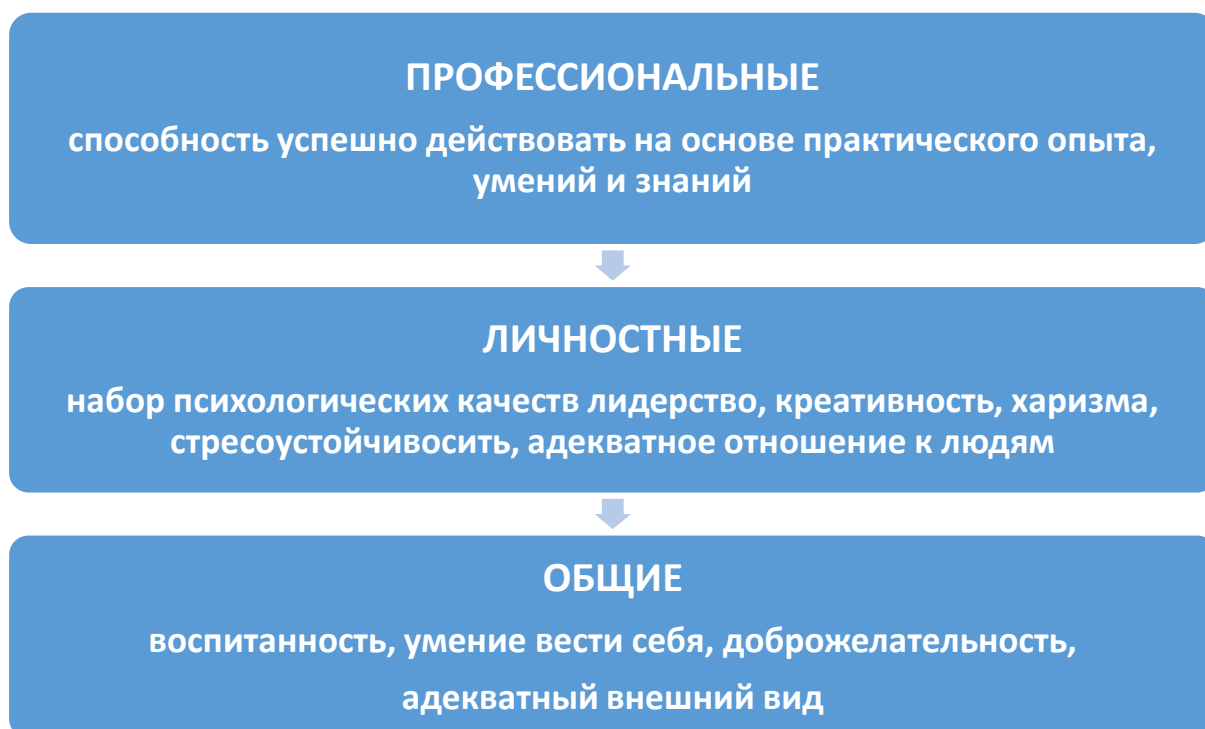 ПРОФЕССИОНАЛЬНЫЕ
способность успешно действовать на основе практического опыта,
умений и знаний
ЛИЧНОСТНЫЕ
набор психологических качеств лидерство, креативность, харизма,
стресоустойчивосить, адекватное отношение к людям
ОБЩИЕ
воспитанность, умение вести себя, доброжелательность,
адекватный внешний вид